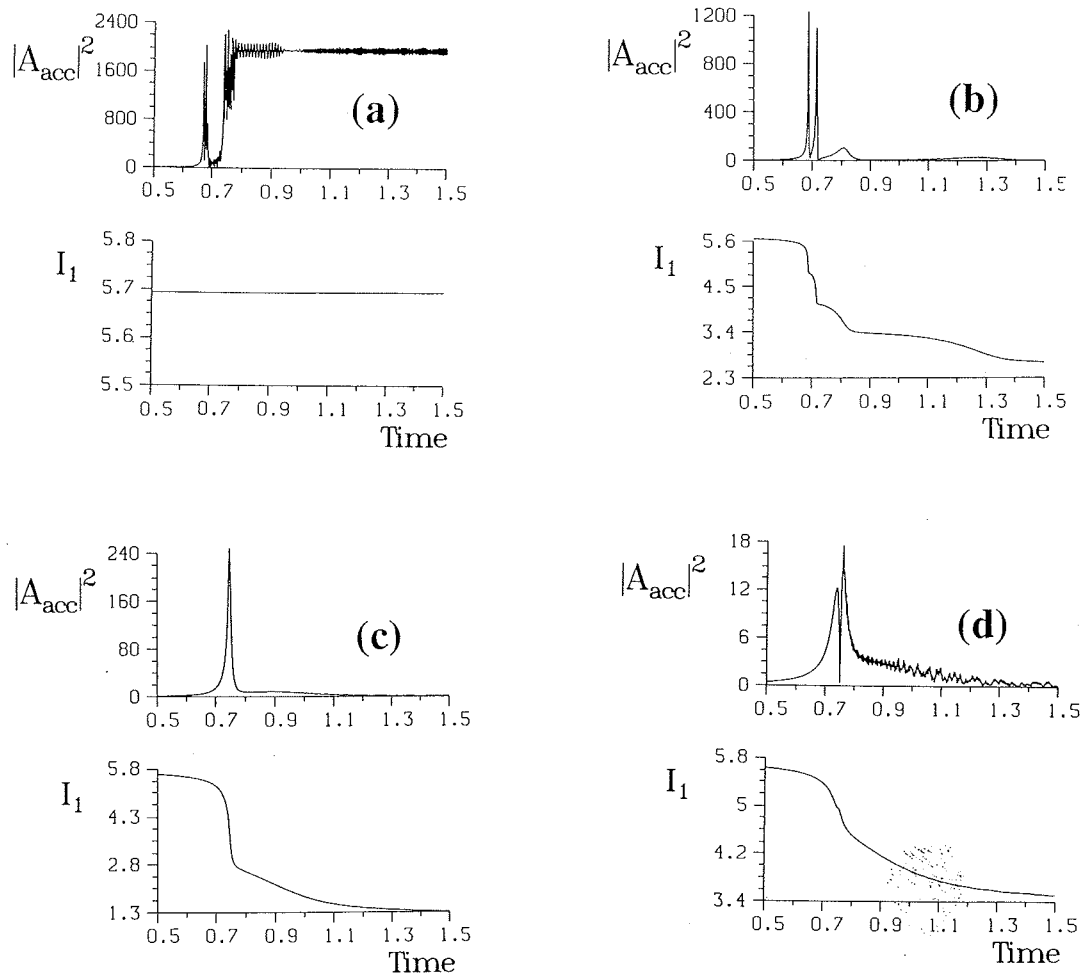 |A_acc|^2
2400
1600
800
0
(a)
0.5 0.7 0.9 1.1 1.3 1.5
I_1
5.8
5.7
5.6
5.5
0.5 0.7 0.9 1.1 1.3 1.5
Time
|A_acc|^2
1200
800
400
0
(b)
0.5 0.7 0.9 1.1 1.3 1.5
I_1
5.6
4.5
3.4
2.3
0.5 0.7 0.9 1.1 1.3 1.5
Time
|A_acc|^2
240
160
80
0
(c)
0.5 0.7 0.9 1.1 1.3 1.5
I_1
5.8
4.3
2.8
1.3
0.5 0.7 0.9 1.1 1.3 1.5
Time
|A_acc|^2
18
12
6
0
(d)
0.5 0.7 0.9 1.1 1.3 1.5
I_1
5.8
5
4.2
3.4
0.5 0.7 0.9 1.1 1.3 1.5
Time